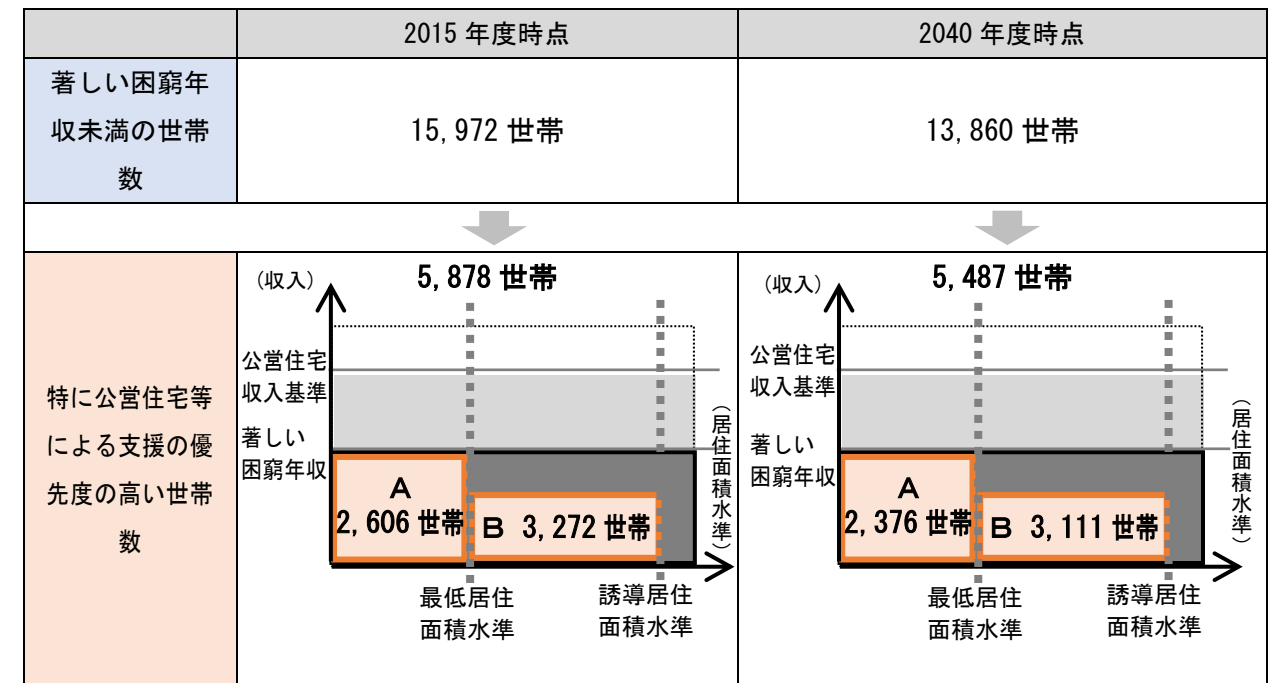 2015 年度時点
2040 年度時点
著しい困窮年
収未満の世帯
数
15,972 世帯
13,860 世帯
特に公営住宅等
による支援の優
先度の高い世帯
数
(収入)
5,878 世帯
公営住宅
収入基準
著しい
困窮年収
A
2,606 世帯
B 3,272 世帯
(居住面積水準)
最低居住
面積水準
誘導居住
面積水準
(収入)
5,487 世帯
公営住宅
収入基準
著しい
困窮年収
A
2,376 世帯
B 3,111 世帯
(居住面積水準)
最低居住
面積水準
誘導居住
面積水準